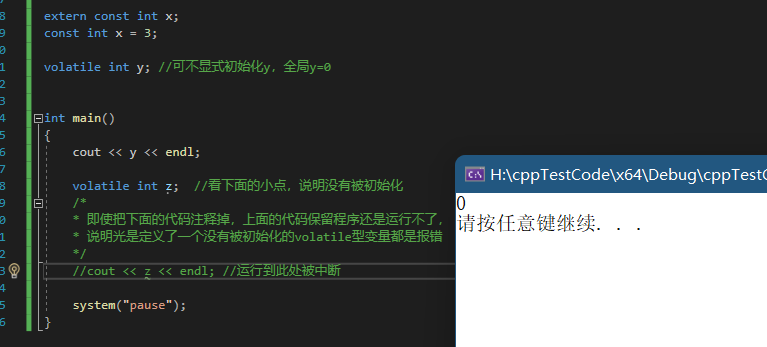 8 extern const int x;
9 const int x = 3;
0
1 volatile int y; //可不显式初始化y，全局y=0
2
3
4 int main()
5 {
6 cout << y << endl;
7
8 volatile int z; //看下面的小点，说明没有被初始化
9 /*
0 * 即使把下面的代码注释掉，上面的代码保留程序还是运行不了，
1 * 说明光是定义了一个没有被初始化的volatile型变量都是报错
2 */
3 //cout << z << endl; //运行到此处被中断
4
5 system("pause");
6 }
H:\cppTestCode\x64\Debug\cppTestC
0
请按任意键继续. . .